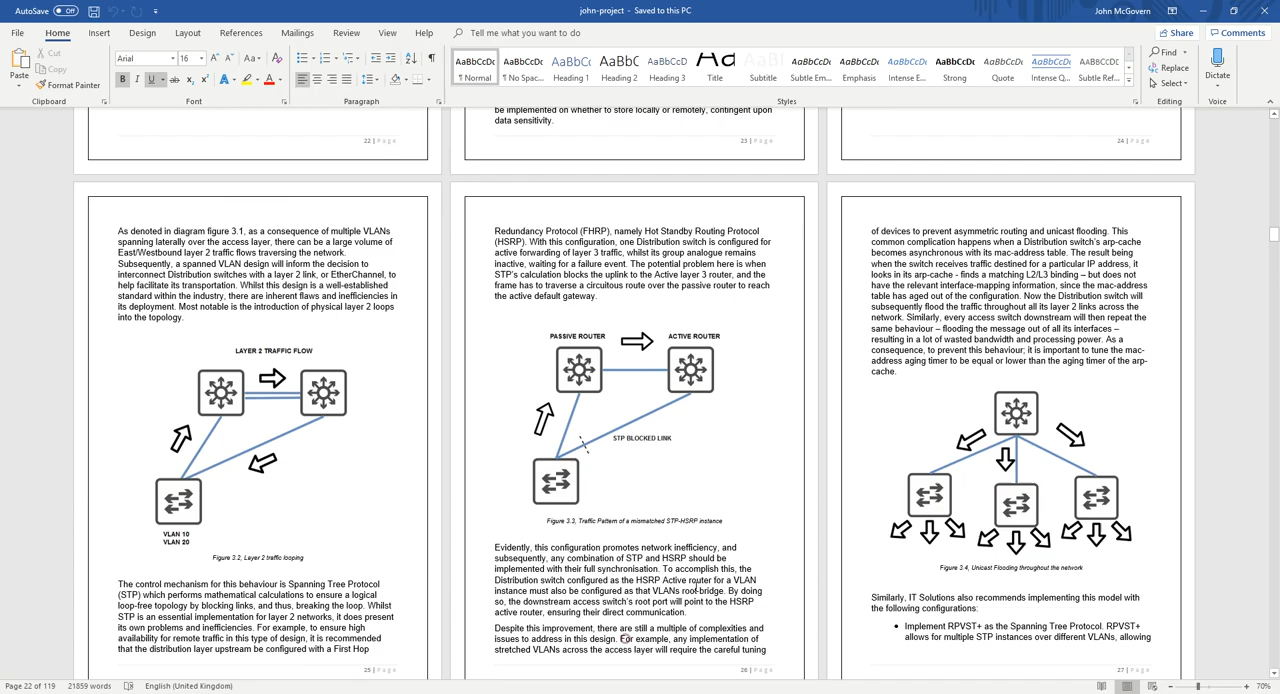 AutoSave Off
john-project - Saved to this PC
John McGovern
File Home Insert Design Layout References Mailings Review View Help Tell me what you want to do
Share Comments
Paste
Cut
Copy
Format Painter
Arial 16
AaBbCcDc AaBbCcDc AaBbCc AaBbC AaBbCcD AaBbCcDc AaBbCcDc AaBbCcDc AaBbCcDc AaBbCcDc AaBbCcDc AABBCCDC
¶ Normal ¶ No Spac... Heading 1 Heading 2 Heading 3 Title Subtitle Subtle Em... Emphasis Intense E... Strong Quote Intense Q... Subtle Ref...
Find
Replace
Select
Dictate
Clipboard Font Paragraph Styles Editing Voice
22 | Page
be implemented on whether to store locally or remotely, contingent upon
data sensitivity.
23 | Page
24 | Page
As denoted in diagram figure 3.1, as a consequence of multiple VLANs
spanning laterally over the access layer, there can be a large volume of
East/Westbound layer 2 traffic flows traversing the network.
Subsequently, a spanned VLAN design will inform the decision to
interconnect Distribution switches with a layer 2 link, or EtherChannel, to
help facilitate its transportation. Whilst this design is a well-established
standard within the industry, there are inherent flaws and inefficiencies in
its deployment. Most notable is the introduction of physical layer 2 loops
into the topology.
LAYER 2 TRAFFIC FLOW
VLAN 10
VLAN 20
Figure 3.2, Layer 2 traffic looping
The control mechanism for this behaviour is Spanning Tree Protocol
(STP) which performs mathematical calculations to ensure a logical
loop-free topology by blocking links, and thus, breaking the loop. Whilst
STP is an essential implementation for layer 2 networks, it does present
its own problems and inefficiencies. For example, to ensure high
availability for remote traffic in this type of design, it is recommended
that the distribution layer upstream be configured with a First Hop
25 | Page
Redundancy Protocol (FHRP), namely Hot Standby Routing Protocol
(HSRP). With this configuration, one Distribution switch is configured for
active forwarding of layer 3 traffic, whilst its group analogue remains
inactive, waiting for a failure event. The potential problem here is when
STP's calculation blocks the uplink to the Active layer 3 router, and the
frame has to traverse a circuitous route over the passive router to reach
the active default gateway.
PASSIVE ROUTER ACTIVE ROUTER
STP BLOCKED LINK
Figure 3.3, Traffic Pattern of a mismatched STP-HSRP instance
Evidently, this configuration promotes network inefficiency, and
subsequently, any combination of STP and HSRP should be
implemented with their full synchronisation. To accomplish this, the
Distribution switch configured as the HSRP Active router for a VLAN
instance must also be configured as that VLANs root-bridge. By doing
so, the downstream access switch's root port will point to the HSRP
active router, ensuring their direct communication.
Despite this improvement, there are still a multiple of complexities and
issues to address in this design. For example, any implementation of
stretched VLANs across the access layer will require the careful tuning
26 | Page
of devices to prevent asymmetric routing and unicast flooding. This
common complication happens when a Distribution switch's arp-cache
becomes asynchronous with its mac-address table. The result being
when the switch receives traffic destined for a particular IP address, it
looks in its arp-cache - finds a matching L2/L3 binding – but does not
have the relevant interface-mapping information, since the mac-address
table has aged out of the configuration. Now the Distribution switch will
subsequently flood the traffic throughout all its layer 2 links across the
network. Similarly, every access switch downstream will then repeat the
same behaviour – flooding the message out of all its interfaces –
resulting in a lot of wasted bandwidth and processing power. As a
consequence, to prevent this behaviour; it is important to tune the mac-
address aging timer to be equal or lower than the aging timer of the arp-
cache.
Figure 3.4, Unicast Flooding throughout the network
Similarly, IT Solutions also recommends implementing this model with
the following configurations:
• Implement RPVST+ as the Spanning Tree Protocol. RPVST+
allows for multiple STP instances over different VLANs, allowing
27 | Page
Page 22 of 119 21859 words English (United Kingdom) 70%